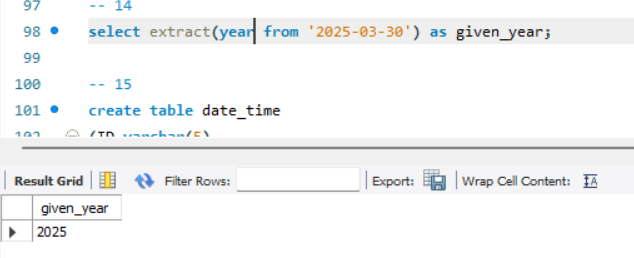 97 -- 14
98 select extract(year from '2025-03-30') as given_year;
99
100 -- 15
101 create table date_time
102 (ID varchar(5)
Result Grid Filter Rows: Export: Wrap Cell Content: IA
given_year
2025